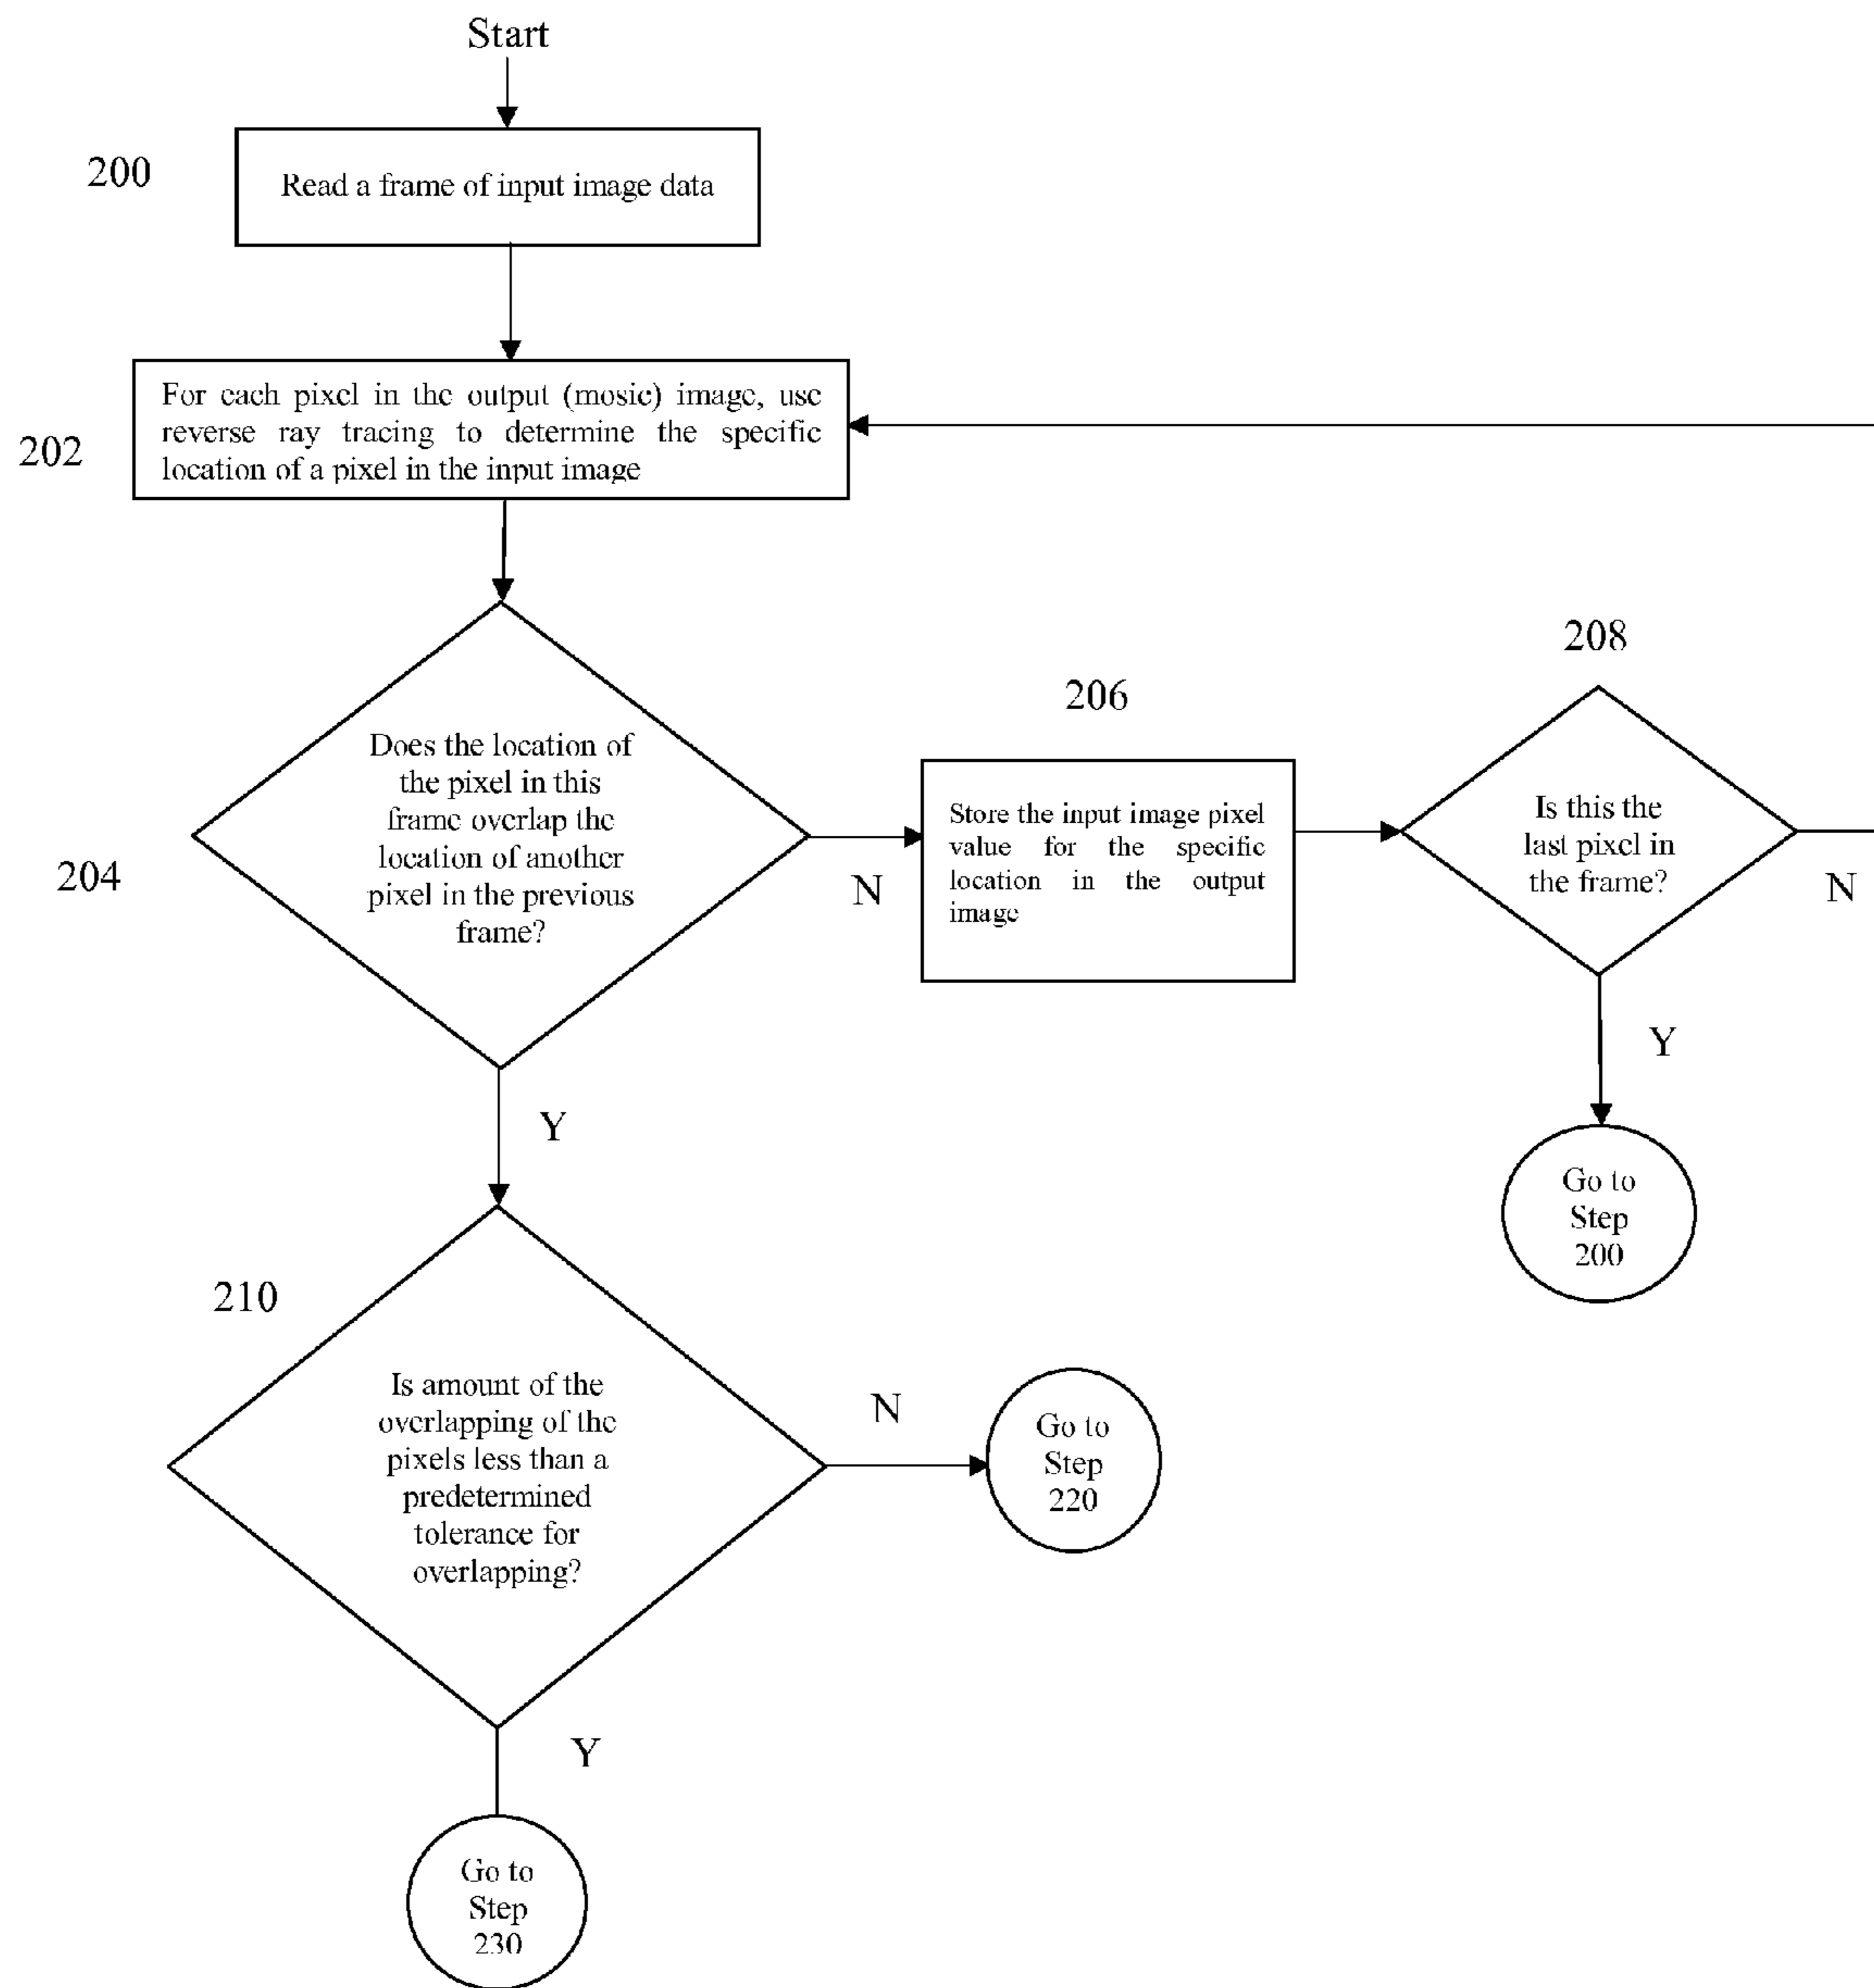 Start
200
Read a frame of input image data
202
For each pixel in the output (mosic) image, use
reverse ray tracing to determine the specific
location of a pixel in the input image
204
Does the location of
the pixel in this
frame overlap the
location of another
pixel in the previous
frame?
N
206
Store the input image pixel
value for the specific
location in the output
image
208
Is this the
last pixel in
the frame?
N
Y
Go to
Step
200
Y
210
Is amount of the
overlapping of the
pixels less than a
predetermined
tolerance for
overlapping?
N
Go to
Step
220
Y
Go to
Step
230